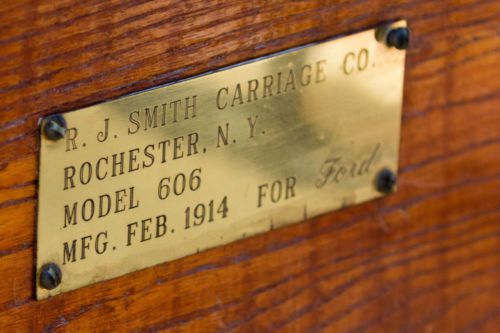 R. J. SMITH CARRIAGE CO.
ROCHESTER, N. Y.
MODEL 606
MFG. FEB. 1914 FOR Ford